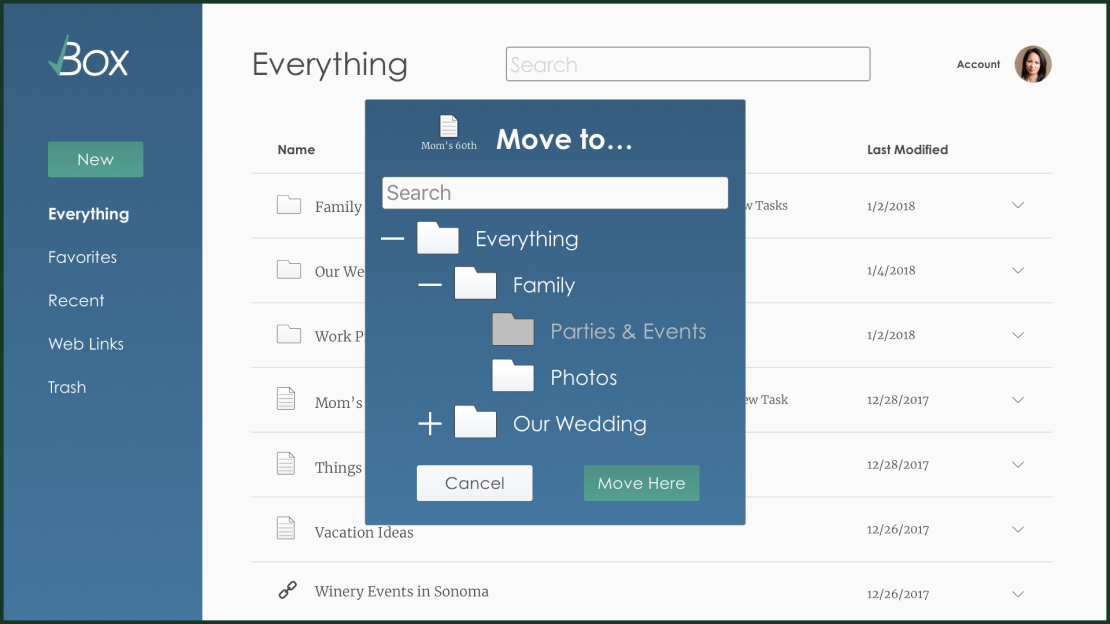 BOX
Everything
Search
Account
New
Everything
Favorites
Recent
Web Links
Trash
Name
Last Modified
Family
w Tasks
1/2/2018
Our We
1/4/2018
Work P
1/2/2018
Mom's
ew Task
12/28/2017
Things
12/28/2017
Vacation Ideas
12/26/2017
Winery Events in Sonoma
12/26/2017
Mom's 60th
Move to...
Search
Everything
Family
Parties & Events
Photos
Our Wedding
Cancel
Move Here